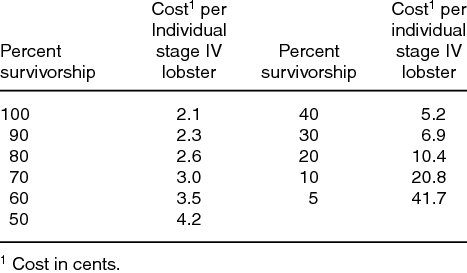 Cost¹ per Cost¹ per
Individual individual
Percent stage IV Percent stage IV
survivorship lobster survivorship lobster
100 2.1 40 5.2
90 2.3 30 6.9
80 2.6 20 10.4
70 3.0 10 20.8
60 3.5 5 41.7
50 4.2
¹ Cost in cents.